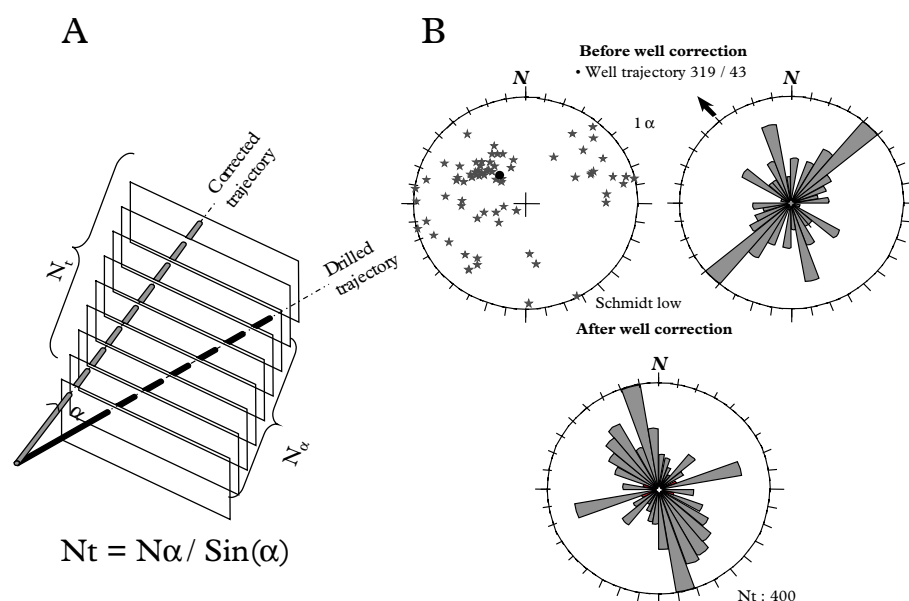 A
B
Before well correction
• Well trajectory 319 / 43
N
N
1 α
Corrected
trajectory
Drilled
trajectory
Nt
α
Nα
Schmidt low
After well correction
N
Nt = Nα / Sin(α)
Nt : 400